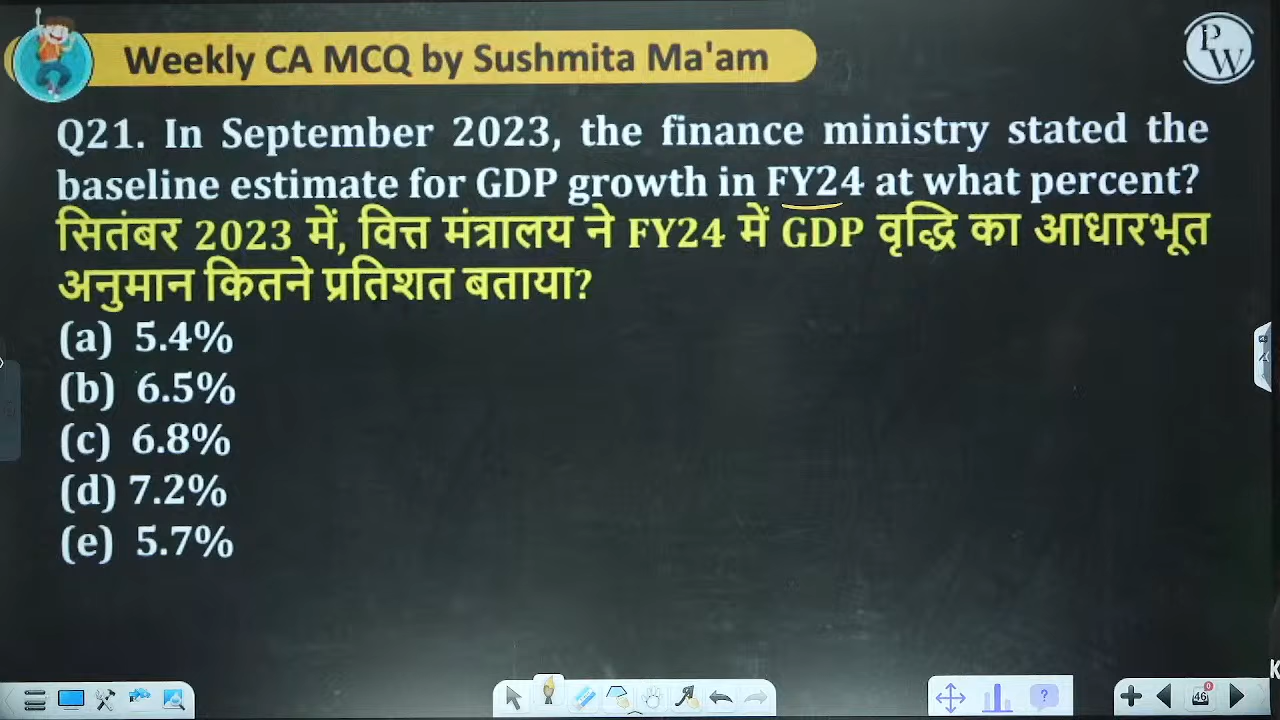 Weekly CA MCQ by Sushmita Ma'am
PW
Q21. In September 2023, the finance ministry stated the
baseline estimate for GDP growth in FY24 at what percent?
सितंबर 2023 में, वित्त मंत्रालय ने FY24 में GDP वृद्धि का आधारभूत
अनुमान कितने प्रतिशत बताया?
(a) 5.4%
(b) 6.5%
(c) 6.8%
(d) 7.2%
(e) 5.7%
K
46